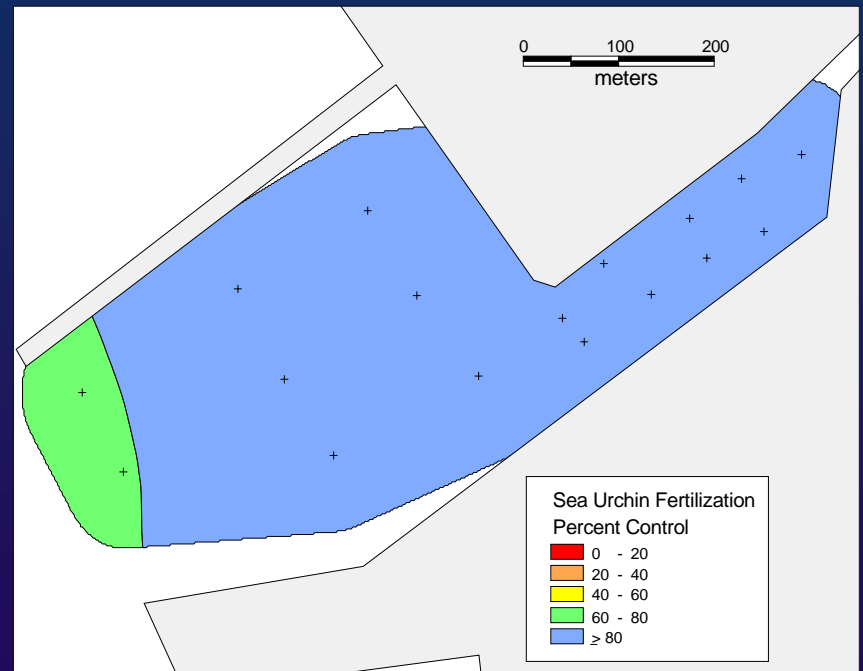 0 100 200
meters
Sea Urchin Fertilization
Percent Control
0 - 20
20 - 40
40 - 60
60 - 80
≥ 80